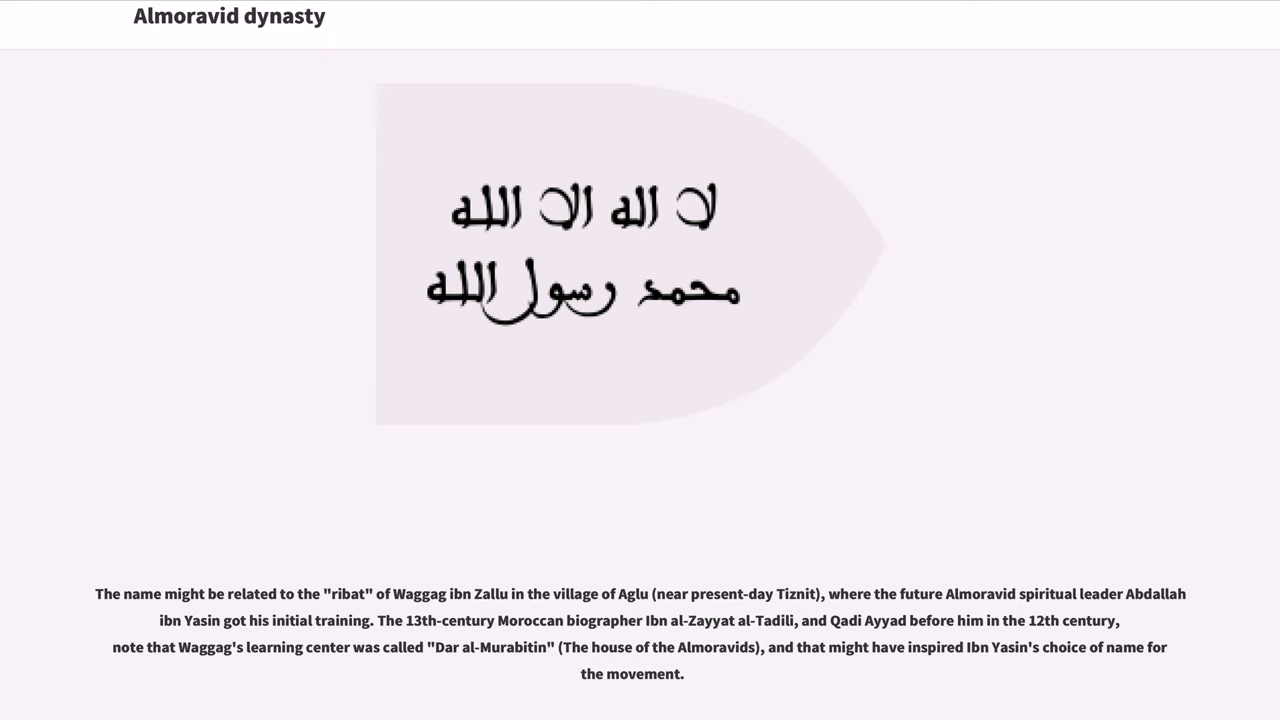 Almoravid dynasty
لا اله الا الله
محمد رسول الله
The name might be related to the "ribat" of Waggag ibn Zallu in the village of Aglu (near present-day Tiznit), where the future Almoravid spiritual leader Abdallah
ibn Yasin got his initial training. The 13th-century Moroccan biographer Ibn al-Zayyat al-Tadili, and Qadi Ayyad before him in the 12th century,
note that Waggag's learning center was called "Dar al-Murabitin" (The house of the Almoravids), and that might have inspired Ibn Yasin's choice of name for
the movement.